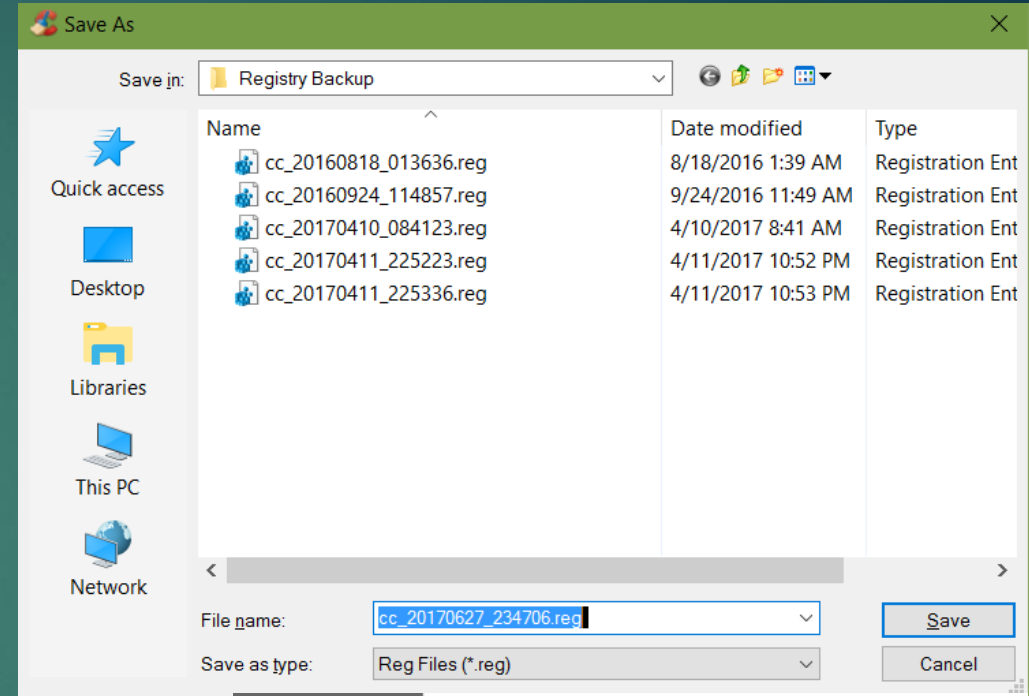 Save As
Save in: Registry Backup
Name Date modified Type
cc_20160818_013636.reg 8/18/2016 1:39 AM Registration Ent
cc_20160924_114857.reg 9/24/2016 11:49 AM Registration Ent
cc_20170410_084123.reg 4/10/2017 8:41 AM Registration Ent
cc_20170411_225223.reg 4/11/2017 10:52 PM Registration Ent
cc_20170411_225336.reg 4/11/2017 10:53 PM Registration Ent
Quick access
Desktop
Libraries
This PC
Network
File name: cc_20170627_234706.reg Save
Save as type: Reg Files (*.reg) Cancel